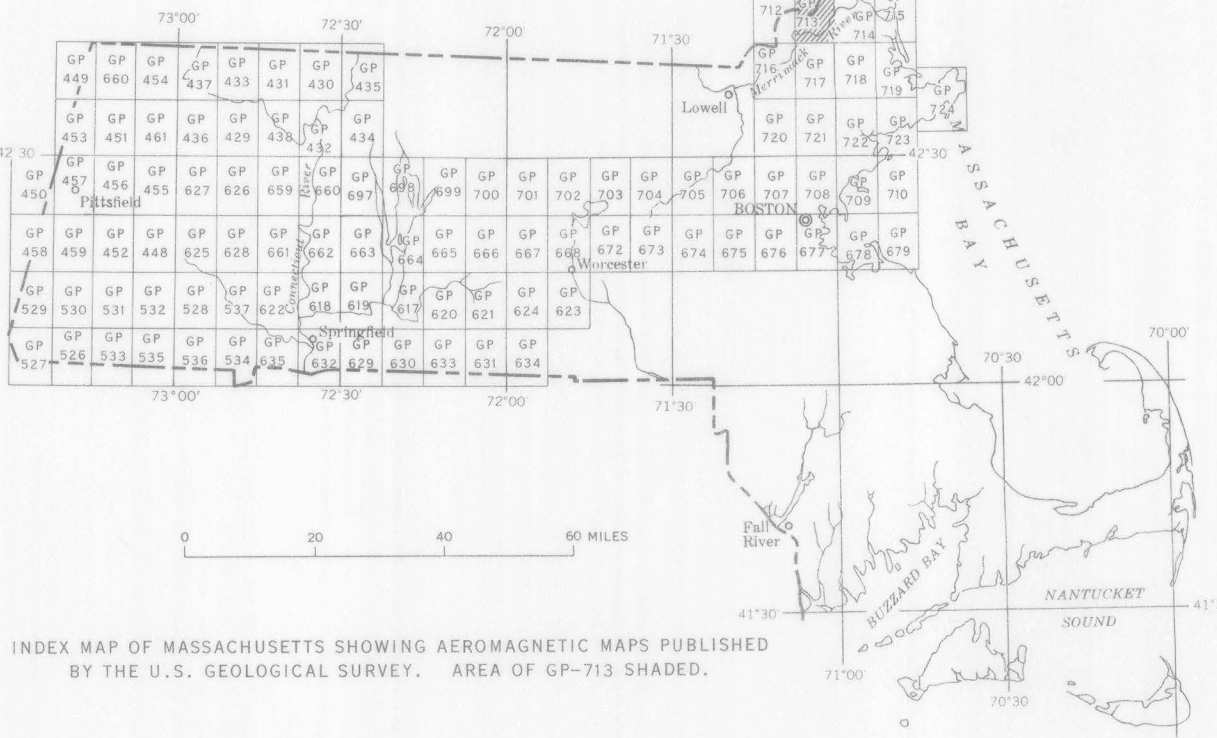 73°00'
72°30'
72°00'
71°30'
GP 712
GP 713
River
GP 714
715
GP 449
GP 660
GP 454
GP 437
GP 433
GP 431
GP 430
GP 435
GP 716
Merrimack
GP 717
GP 718
GP 719
GP 724
Lowell
GP 453
GP 451
GP 461
GP 436
GP 429
GP 438
GP 432
GP 434
GP 720
GP 721
GP 722
GP 723
42°30'
42°30'
GP 450
GP 457
GP 456
GP 455
GP 627
GP 626
GP 659
GP 660
GP 697
GP 698
GP 699
GP 700
GP 701
GP 702
GP 703
GP 704
GP 705
GP 706
GP 707
GP 708
GP 709
GP 710
Pittsfield
BOSTON
MASSACHUSETTS
BAY
GP 458
GP 459
GP 452
GP 448
GP 625
GP 628
GP 661
GP 662
GP 663
GP 664
GP 665
GP 666
GP 667
GP 668
GP 672
GP 673
GP 674
GP 675
GP 676
GP 677
GP 678
GP 679
Connecticut River
Worcester
GP 529
GP 530
GP 531
GP 532
GP 528
GP 537
GP 622
GP 618
GP 619
GP 617
GP 620
GP 621
GP 624
GP 623
Springfield
GP 527
GP 526
GP 533
GP 535
GP 536
GP 534
GP 635
GP 632
GP 629
GP 630
GP 633
GP 631
GP 634
73°00'
72°30'
72°00'
71°30'
70°30'
70°00'
42°00'
0 20 40 60 MILES
Fall
River
BUZZARD BAY
NANTUCKET
SOUND
41°30'
41°
71°00'
70°30'
INDEX MAP OF MASSACHUSETTS SHOWING AEROMAGNETIC MAPS PUBLISHED
BY THE U.S. GEOLOGICAL SURVEY. AREA OF GP-713 SHADED.